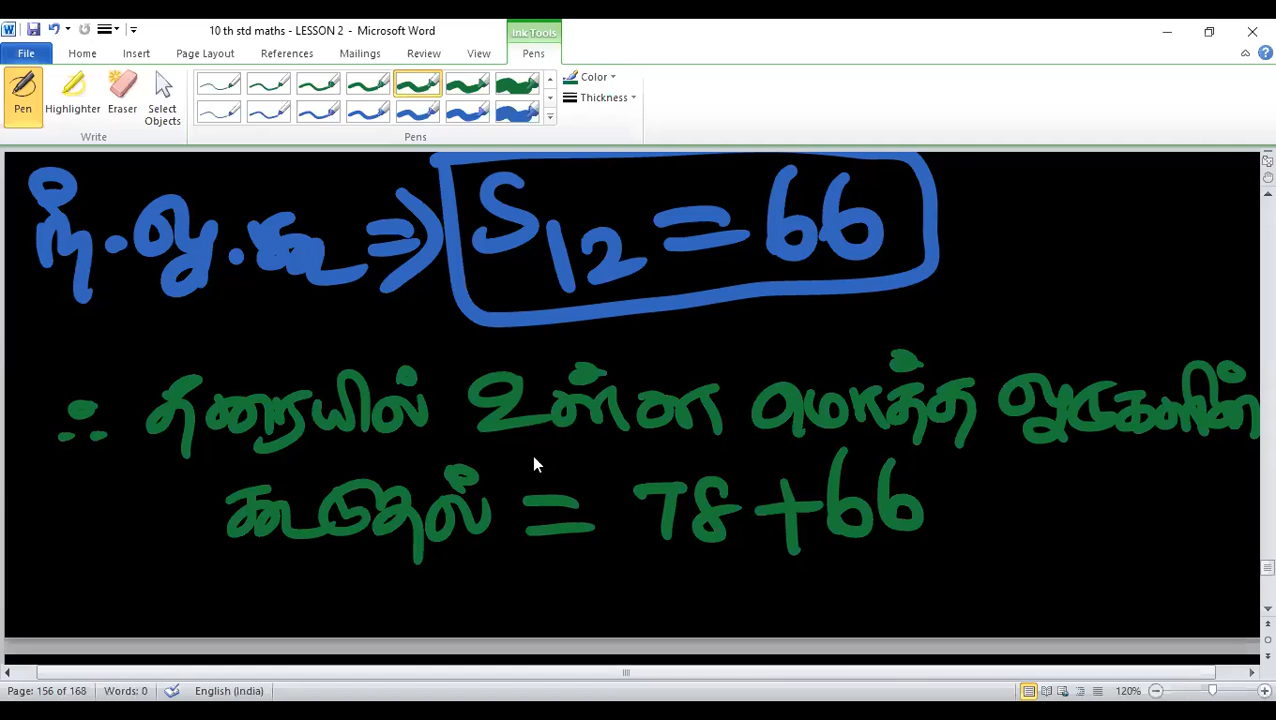 10 th std maths - LESSON 2 - Microsoft Word
Ink Tools
File Home Insert Page Layout References Mailings Review View Pens
Pen Highlighter Eraser Select Objects
Color
Thickness
Write Pens
⇒ S12 = 66
∴ தரையில் உள்ள மொத்த ஓடுகளின்
கூடுதல் = 78+66
Page: 156 of 168 Words: 0 English (India) 120%